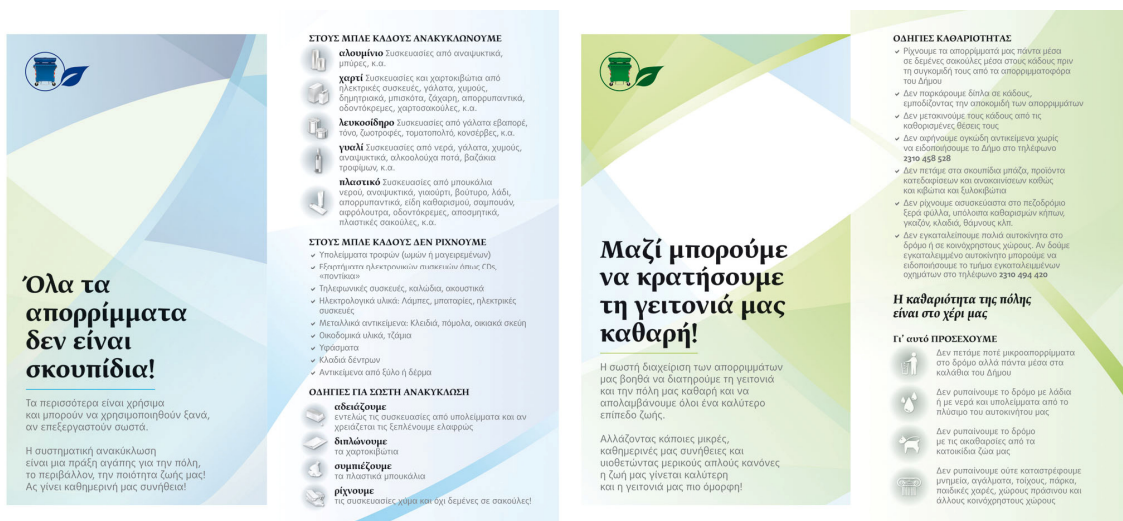 Όλα τα
απορρίμματα
δεν είναι
σκουπίδια!
Τα περισσότερα είναι χρήσιμα
και μπορούν να χρησιμοποιηθούν ξανά,
αν επεξεργαστούν σωστά.
Η συστηματική ανακύκλωση
είναι μια πράξη αγάπης για την πόλη,
το περιβάλλον, την ποιότητα ζωής μας!
Ας γίνει καθημερινή μας συνήθεια!
ΣΤΟΥΣ ΜΠΛΕ ΚΑΔΟΥΣ ΑΝΑΚΥΚΛΩΝΟΥΜΕ
αλουμίνιο Συσκευασίες από αναψυκτικά,
μπύρες, κ.α.
χαρτί Συσκευασίες και χαρτοκιβώτια από
ηλεκτρικές συσκευές, γάλατα, χυμούς,
δημητριακά, μπισκότα, ζάχαρη, απορρυπαντικά,
οδοντόκρεμες, χαρτοσακούλες, κ.α.
λευκοσίδηρο Συσκευασίες από γάλατα εβαπορέ,
τόνο, ζωοτροφές, τοματοπολτό, κονσέρβες, κ.α.
γυαλί Συσκευασίες από νερά, γάλατα, χυμούς,
αναψυκτικά, αλκοολούχα ποτά, βαζάκια
τροφίμων, κ.α.
πλαστικό Συσκευασίες από μπουκάλια
νερού, αναψυκτικά, γιαούρτι, βούτυρο, λάδι,
απορρυπαντικά, είδη καθαρισμού, σαμπουάν,
αφρόλουτρα, οδοντόκρεμες, αποσμητικά,
πλαστικές σακούλες, κ.α.
ΣΤΟΥΣ ΜΠΛΕ ΚΑΔΟΥΣ ΔΕΝ ΡΙΧΝΟΥΜΕ
Υπολείμματα τροφών (ωμών ή μαγειρεμένων)
Εξαρτήματα ηλεκτρονικών συσκευών όπως CDs,
«ποντίκια»
Τηλεφωνικές συσκευές, καλώδια, ακουστικά
Ηλεκτρολογικά υλικά: Λάμπες, μπαταρίες, ηλεκτρικές
συσκευές
Μεταλλικά αντικείμενα: Κλειδιά, πόμολα, οικιακά σκεύη
Οικοδομικά υλικά, τζάμια
Υφάσματα
Κλαδιά δέντρων
Αντικείμενα από ξύλο ή δέρμα
ΟΔΗΓΙΕΣ ΓΙΑ ΣΩΣΤΗ ΑΝΑΚΥΚΛΩΣΗ
αδειάζουμε
εντελώς τις συσκευασίες από υπολείμματα και αν
χρειάζεται τις ξεπλένουμε ελαφρώς
διπλώνουμε
τα χαρτοκιβώτια
συμπιέζουμε
τα πλαστικά μπουκάλια
ρίχνουμε
τις συσκευασίες χύμα και όχι δεμένες σε σακούλες!
Μαζί μπορούμε
να κρατήσουμε
τη γειτονιά μας
καθαρή!
Η σωστή διαχείριση των απορριμμάτων
μας βοηθά να διατηρούμε τη γειτονιά
και την πόλη μας καθαρή και να
απολαμβάνουμε όλοι ένα καλύτερο
επίπεδο ζωής.
Αλλάζοντας κάποιες μικρές,
καθημερινές μας συνήθειες και
υιοθετώντας μερικούς απλούς κανόνες
η ζωή μας γίνεται καλύτερη
και η γειτονιά μας πιο όμορφη!
ΟΔΗΓΙΕΣ ΚΑΘΑΡΙΟΤΗΤΑΣ
Ρίχνουμε τα απορρίμματά μας πάντα μέσα
σε δεμένες σακούλες μέσα στους κάδους πριν
τη συγκομιδή τους από τα απορριμματοφόρα
του Δήμου
Δεν παρκάρουμε δίπλα σε κάδους,
εμποδίζοντας την αποκομιδή των απορριμμάτων
Δεν μετακινούμε τους κάδους από τις
καθορισμένες θέσεις τους
Δεν αφήνουμε ογκώδη αντικείμενα χωρίς
να ειδοποιήσουμε το Δήμο στο τηλέφωνο
2310 458 528
Δεν πετάμε στα σκουπίδια μπάζα, προϊόντα
κατεδαφίσεων και ανακαινίσεων καθώς
και κιβώτια και ξυλοκιβώτια
Δεν ρίχνουμε ασυσκεύαστα στο πεζοδρόμιο
ξερά φύλλα, υπόλοιπα καθαρισμών κήπων,
γκαζόν, κλαδιά, θάμνους κλπ.
Δεν εγκαταλείπουμε παλιά αυτοκίνητα στο
δρόμο ή σε κοινόχρηστους χώρους. Αν δούμε
εγκαταλειμμένο αυτοκίνητο μπορούμε να
ειδοποιήσουμε το τμήμα εγκαταλειμμένων
οχημάτων στο τηλέφωνο 2310 494 420
Η καθαριότητα της πόλης
είναι στο χέρι μας
Γι' αυτό ΠΡΟΣΕΧΟΥΜΕ
Δεν πετάμε ποτέ μικροαπορρίμματα
στο δρόμο αλλά πάντα μέσα στα
καλάθια του Δήμου
Δεν ρυπαίνουμε το δρόμο με λάδια
ή με νερά και υπολείμματα από το
πλύσιμο του αυτοκινήτου μας
Δεν ρυπαίνουμε το δρόμο
με τις ακαθαρσίες από τα
κατοικίδια ζώα μας
Δεν ρυπαίνουμε ούτε καταστρέφουμε
μνημεία, αγάλματα, τοίχους, πάρκα,
παιδικές χαρές, χώρους πράσινου και
άλλους κοινόχρηστους χώρους